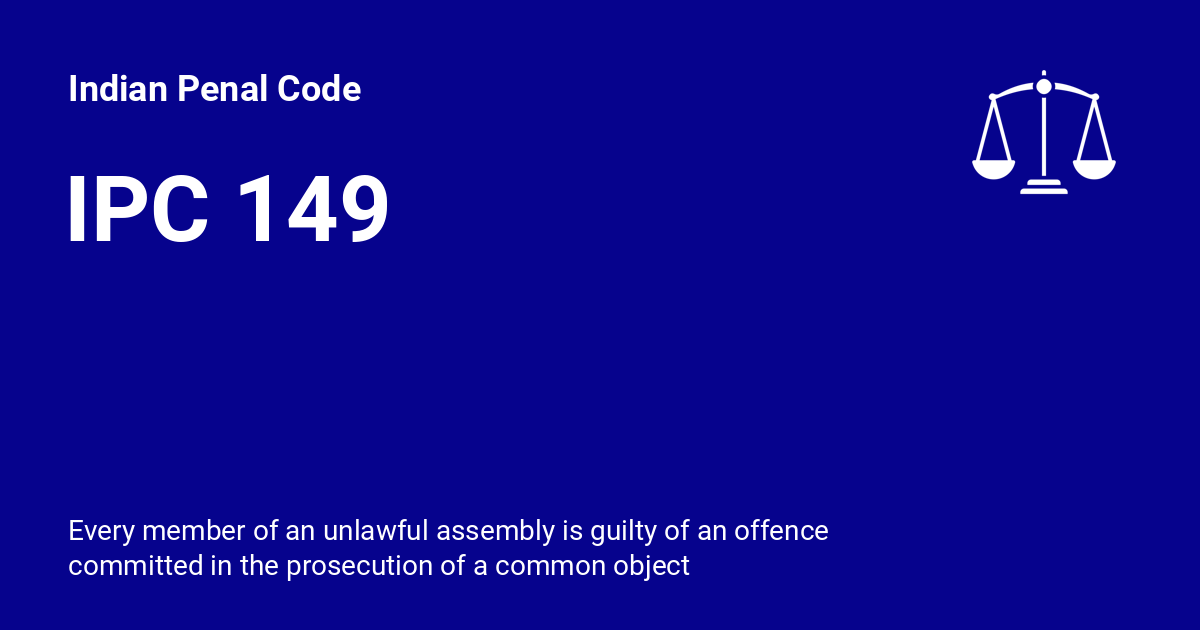 Indian Penal Code
IPC 149
Every member of an unlawful assembly is guilty of an offence
committed in the prosecution of a common object